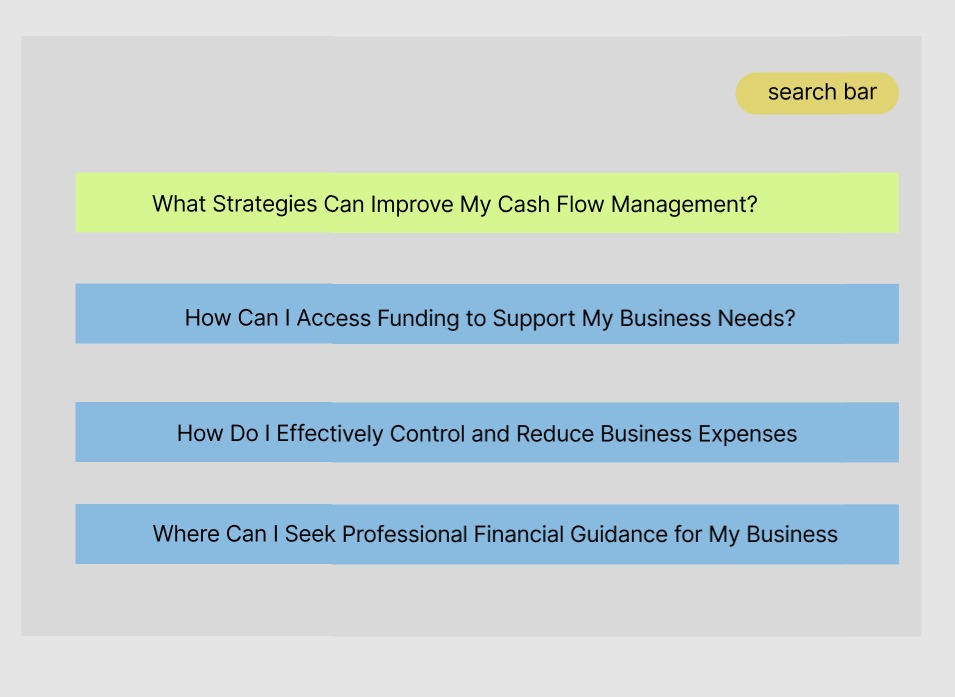 search bar
What Strategies Can Improve My Cash Flow Management?
How Can I Access Funding to Support My Business Needs?
How Do I Effectively Control and Reduce Business Expenses
Where Can I Seek Professional Financial Guidance for My Business